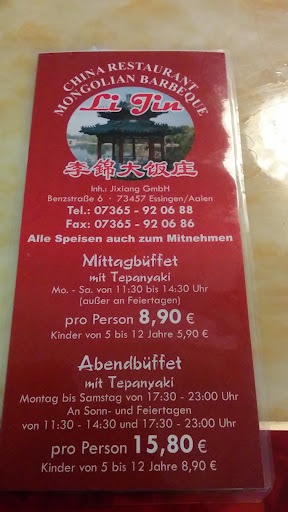 CHINA RESTAURANT
MONGOLIAN BARBEQUE
Li Jin
李錦大饭庄
Inh.: Jixiang GmbH
Benzstraße 6 · 73457 Essingen/Aalen
Tel.: 07365 - 92 06 88
Fax: 07365 - 92 06 86
Alle Speisen auch zum Mitnehmen
Mittagbüffet
mit Tepanyaki
Mo. - Sa. von 11:30 bis 14:30 Uhr
(außer an Feiertagen)
pro Person 8,90 €
Kinder von 5 bis 12 Jahre 5,90 €
Abendbüffet
mit Tepanyaki
Montag bis Samstag von 17:30 - 23:00 Uhr
An Sonn- und Feiertagen
von 11:30 - 14:30 und 17:30 - 23:00 Uhr
pro Person 15,80 €
Kinder von 5 bis 12 Jahre 8,90 €